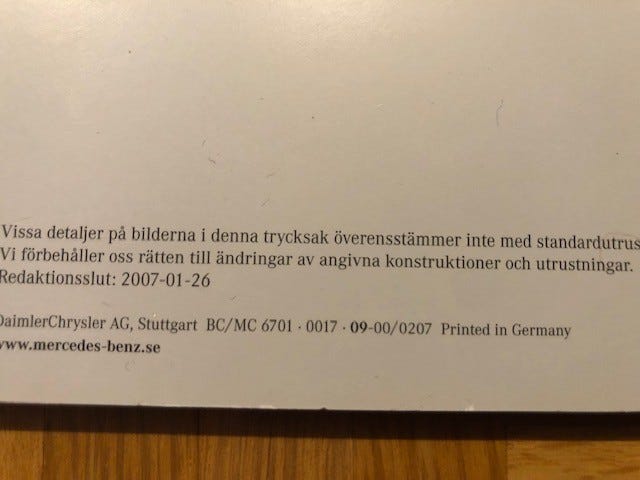 Vissa detaljer på bilderna i denna trycksak överensstämmer inte med standardutrus
Vi förbehåller oss rätten till ändringar av angivna konstruktioner och utrustningar.
Redaktionsslut: 2007-01-26
DaimlerChrysler AG, Stuttgart BC/MC 6701 · 0017 · 09-00/0207 Printed in Germany
www.mercedes-benz.se